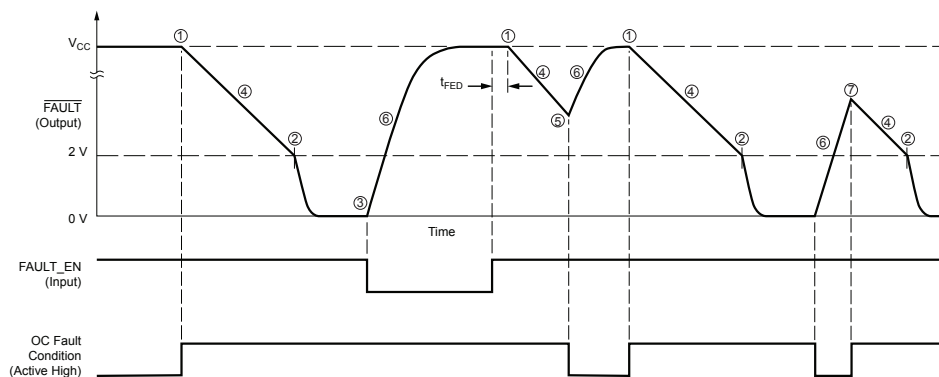 ① ① ① 
V_CC
④ ④ ⑥ ④ ⑦
t_FED
FAULT
(Output)
⑥ ⑤ ⑥ ④
② ② ②
2 V
③
0 V
Time
FAULT_EN
(Input)
OC Fault
Condition
(Active High)